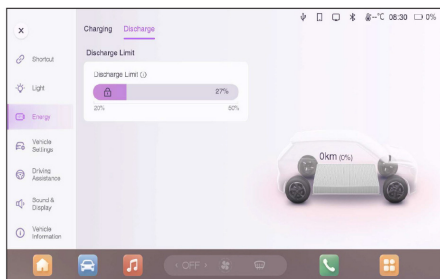 --°C 08:30 0%
Charging Discharge
Discharge Limit
Discharge Limit (i)
27%
20% 50%
Shortcut
Light
Energy
Vehicle
Settings
Driving
Assistance
Sound &
Display
Vehicle
Information
0km (0%)
< OFF >